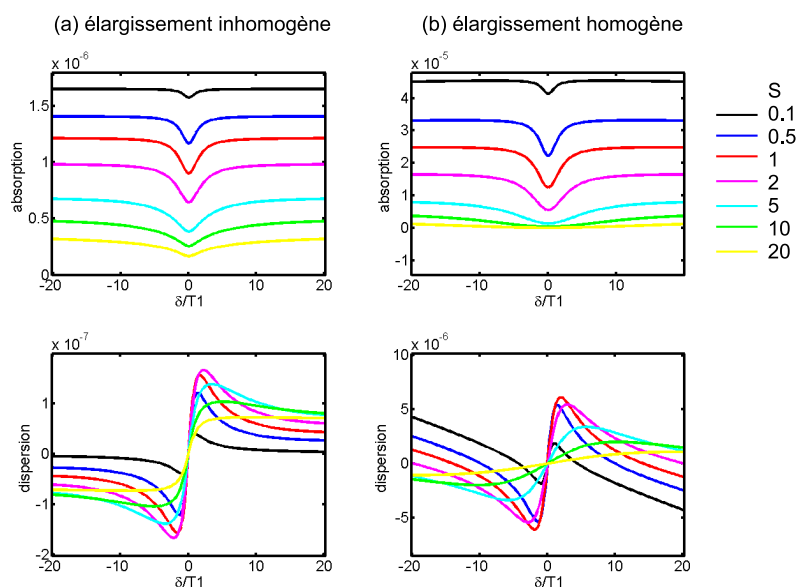 (a) élargissement inhomogène
(b) élargissement homogène
x 10⁻⁶
1.5
1
0.5
0
absorption
-20 -10 0 10 20
δ/T1
x 10⁻⁵
4
3
2
1
0
-1
absorption
-20 -10 0 10 20
δ/T1
S
0.1
0.5
1
2
5
10
20
x 10⁻⁷
1
0
-1
-2
dispersion
-20 -10 0 10 20
δ/T1
x 10⁻⁶
10
5
0
-5
dispersion
-20 -10 0 10 20
δ/T1